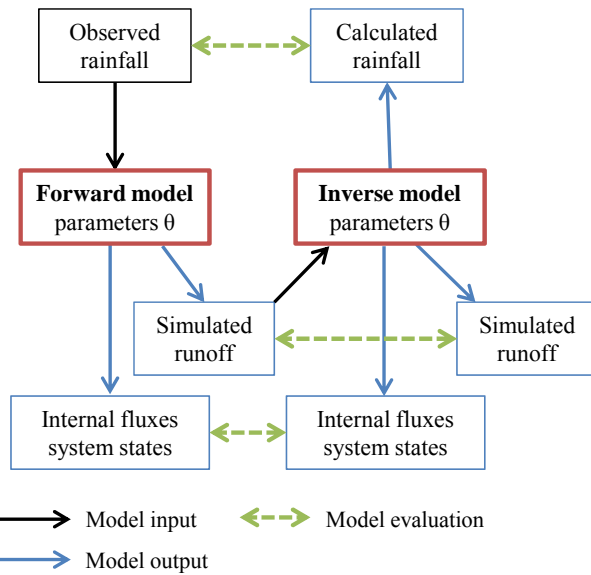 Observed
rainfall
Calculated
rainfall
Forward model
parameters θ
Inverse model
parameters θ
Simulated
runoff
Simulated
runoff
Internal fluxes
system states
Internal fluxes
system states
Model input
Model evaluation
Model output